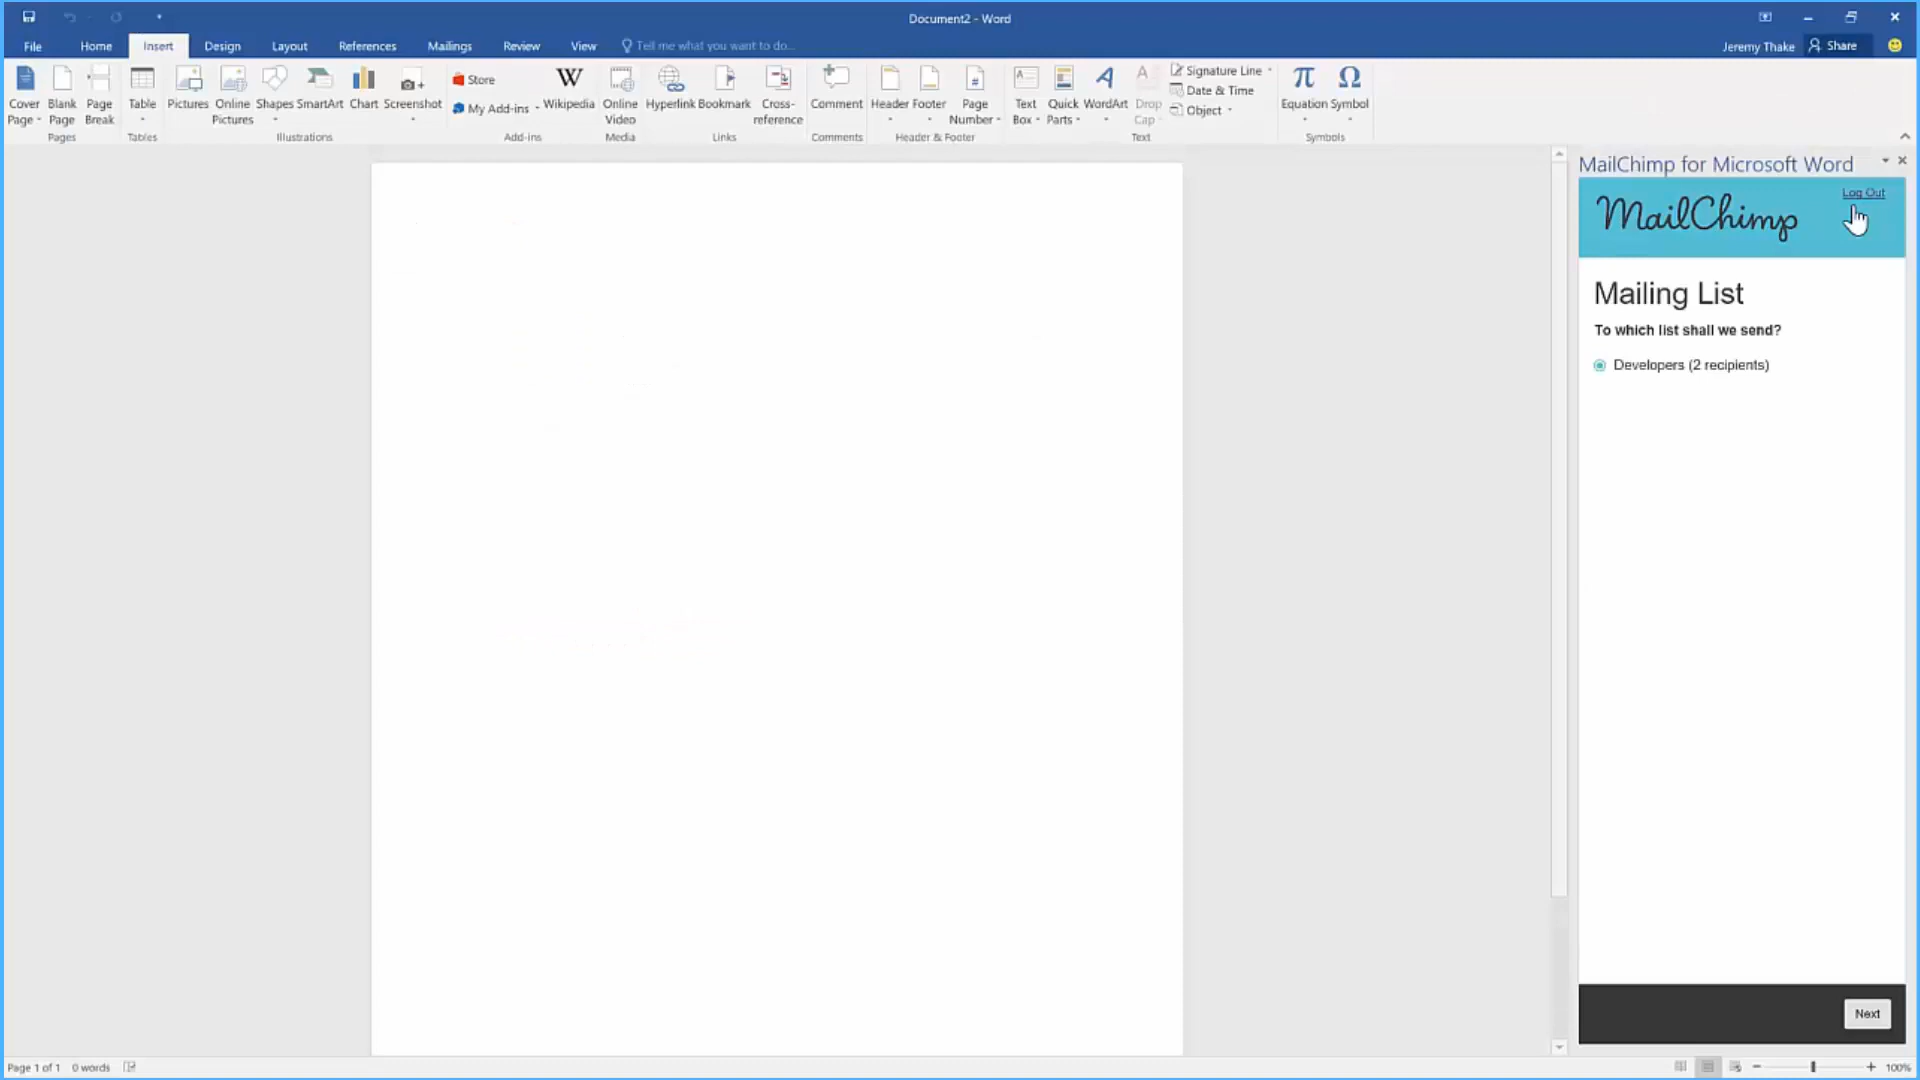 Document2 - Word
File Home Insert Design Layout References Mailings Review View Tell me what you want to do... Jeremy Thake Share
Cover Page
Blank Page
Page Break
Pages
Table
Tables
Pictures
Online Pictures
Shapes
SmartArt
Chart
Screenshot
Illustrations
Store
My Add-ins
W
Wikipedia
Add-ins
Online Video
Media
Hyperlink
Bookmark
Cross-reference
Links
Comment
Comments
Header
Footer
Page Number
Header & Footer
Text Box
Quick Parts
WordArt
Drop Cap
Signature Line
Date & Time
Object
Text
π
Equation
Ω
Symbol
Symbols
MailChimp for Microsoft Word
Log Out
MailChimp
Mailing List
To which list shall we send?
Developers (2 recipients)
Next
Page 1 of 1 0 words
100%